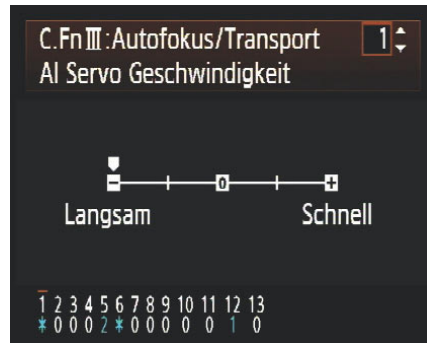 C.Fn III :Autofokus/Transport 1
AI Servo Geschwindigkeit
- 0 +
Langsam Schnell
1 2 3 4 5 6 7 8 9 10 11 12 13
* 0 0 0 2 * 0 0 0 0 0 1 0